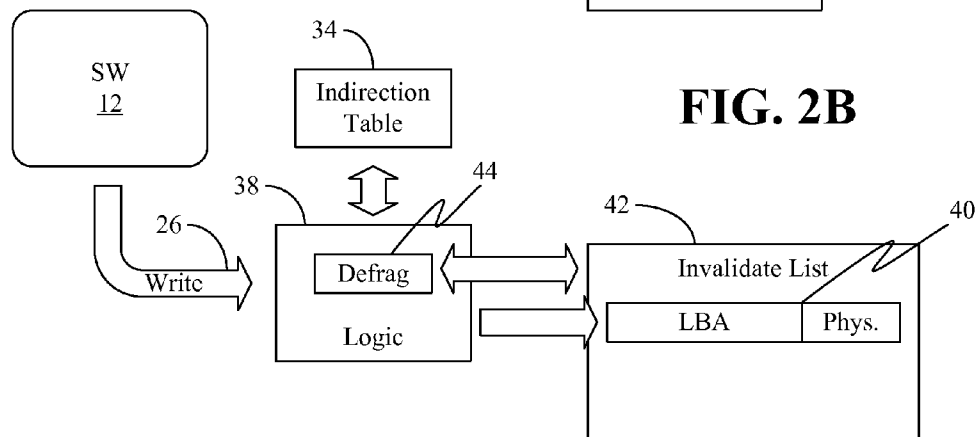 SW
12
34
Indirection
Table
FIG. 2B
26
Write
38
44
Defrag
Logic
42
40
Invalidate List
LBA
Phys.